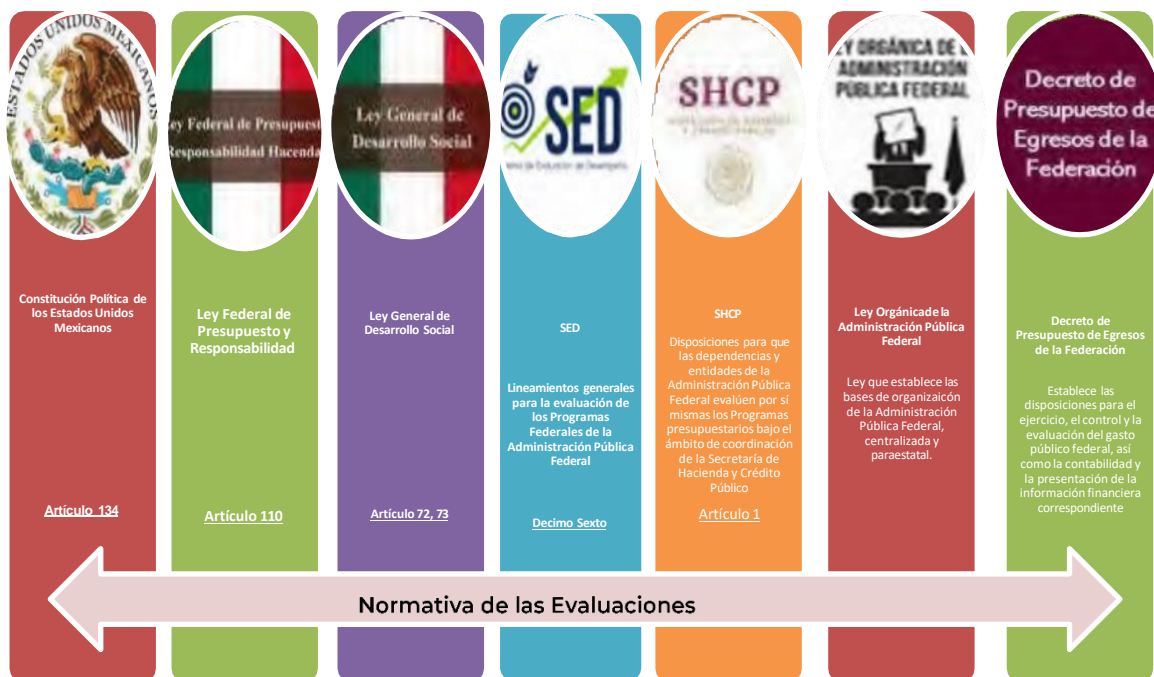 ESTADOS UNIDOS MEXICANOS
ey Federal de Presupuest
Responsabilidad Hacenda
Ley General de
Desarrollo Social
SED
SHCP
Y ORGÁNICA DE
ADMINISTRACIÓN
PÚBLICA FEDERAL
Decreto de
Presupuesto de
Egresos de la
Federación
Constitución Política de
los Estados Unidos
Mexicanos
Artículo 134
Ley Federal de
Presupuesto y
Responsabilidad
Artículo 110
Ley General de
Desarrollo Social
Artículo 72, 73
SED
Lineamientos generales
para la evaluación de
los Programas
Federales de la
Administración Pública
Federal
Decimo Sexto
SHCP
Disposiciones para que
las dependencias y
entidades de la
Administración Pública
Federal evalúen por sí
mismas los Programas
presupuestarios bajo el
ámbito de coordinación
de la Secretaría de
Hacienda y Crédito
Público
Artículo 1
Ley Orgánica de la
Administración Pública
Federal
Ley que establece las
bases de organizaicón
de la Administración
Pública Federal,
centralizada y
paraestatal.
Decreto de
Presupuesto de Egresos
de la Federación
Establece las
disposiciones para el
ejercicio, el control y la
evaluación del gasto
público federal, así
como la contabilidad y
la presentación de la
información financiera
correspondiente
Normativa de las Evaluaciones